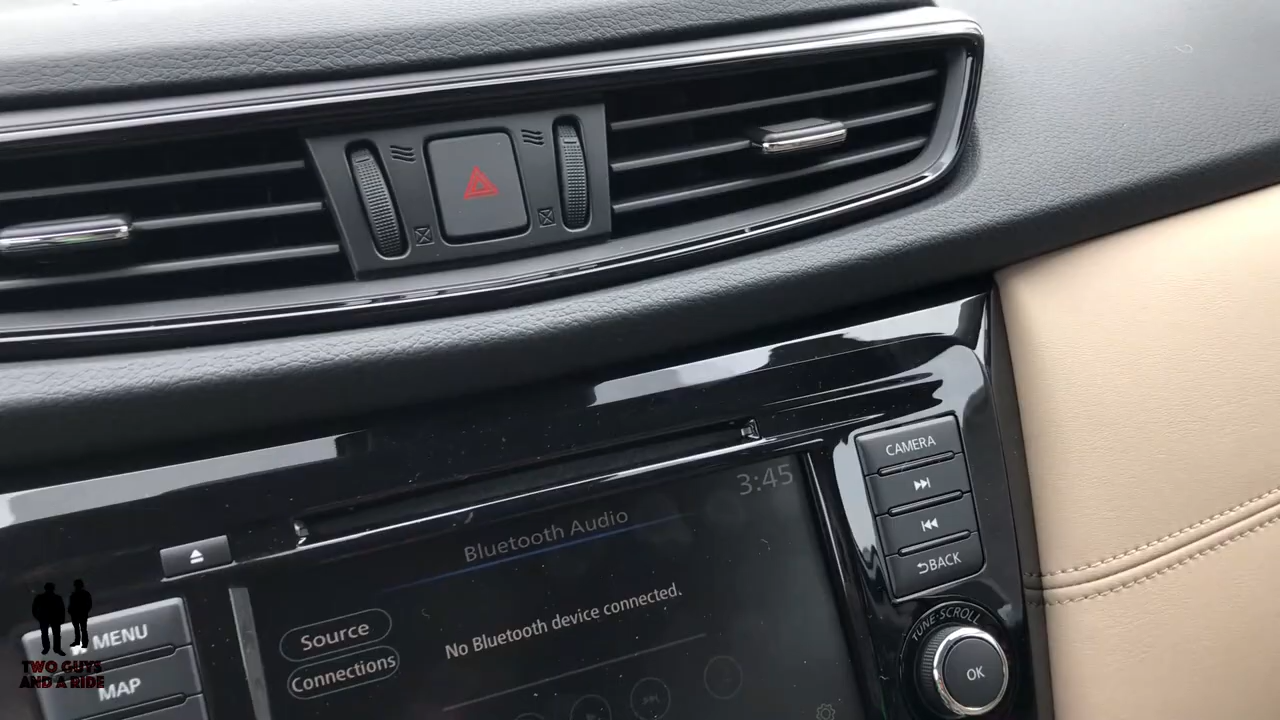 CAMERA
3:45
Bluetooth Audio
BACK
No Bluetooth device connected.
Source
Connections
MENU
MAP
TUNE·SCROLL
OK
TWO GUYS
AND A RIDE